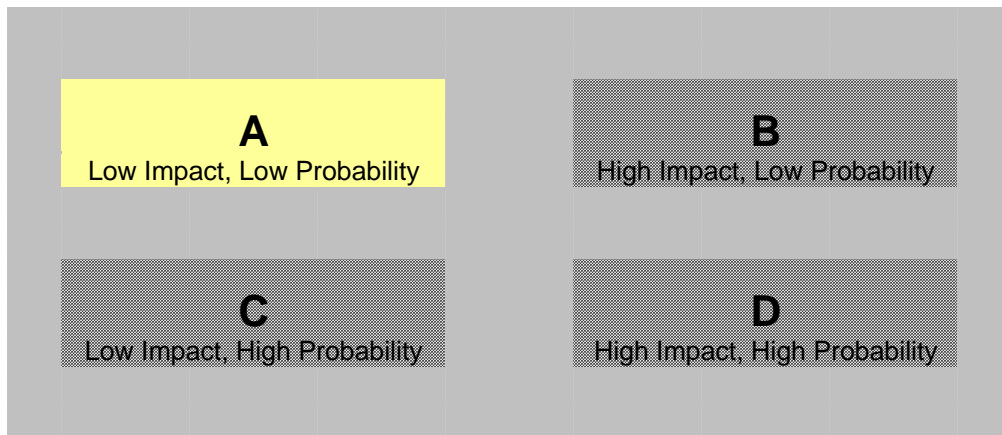 A
Low Impact, Low Probability
B
High Impact, Low Probability
C
Low Impact, High Probability
D
High Impact, High Probability